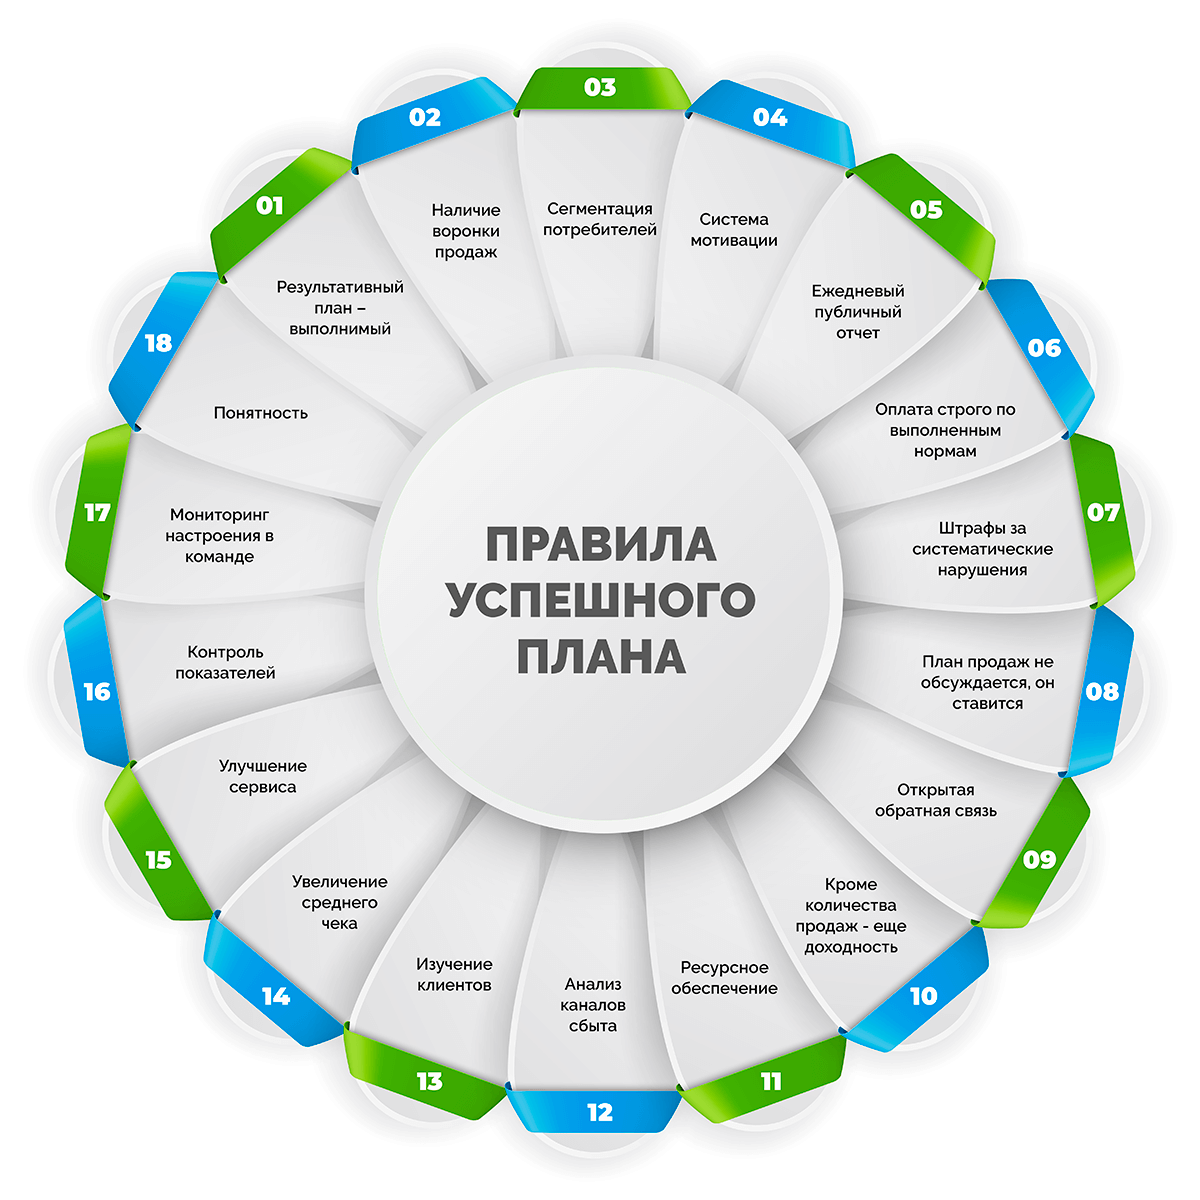 ПРАВИЛА
УСПЕШНОГО
ПЛАНА
01
Результативный
план –
выполнимый
02
Наличие
воронки
продаж
03
Сегментация
потребителей
04
Система
мотивации
05
Ежедневый
публичный
отчет
06
Оплата строго по
выполненным
нормам
07
Штрафы за
систематические
нарушения
08
План продаж не
обсуждается, он
ставится
09
Открытая
обратная связь
10
Кроме
количества
продаж - еще
доходность
11
Ресурсное
обеспечение
12
Анализ
каналов
сбыта
13
Изучение
клиентов
14
Увеличение
среднего
чека
15
Улучшение
сервиса
16
Контроль
показателей
17
Мониторинг
настроения в
команде
18
Понятность